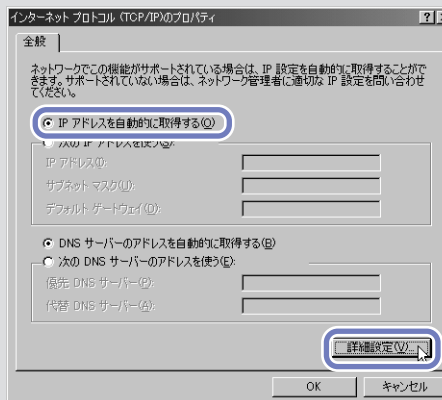 インターネット プロトコル (TCP/IP)のプロパティ
全般
ネットワークでこの機能がサポートされている場合は、IP 設定を自動的に取得することがで
きます。サポートされていない場合は、ネットワーク管理者に適切な IP 設定を問い合わせ
てください。
IP アドレスを自動的に取得する(O)
次の IP アドレスを使う(S):
IP アドレス(I):
サブネット マスク(U):
デフォルト ゲートウェイ(D):
DNS サーバーのアドレスを自動的に取得する(B)
次の DNS サーバーのアドレスを使う(E):
優先 DNS サーバー(P):
代替 DNS サーバー(A):
詳細設定(V)...
OK
キャンセル